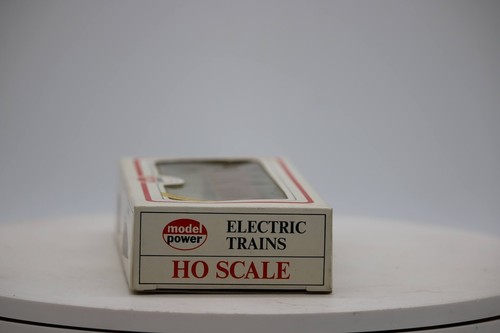 model
power
ELECTRIC
TRAINS
HO SCALE